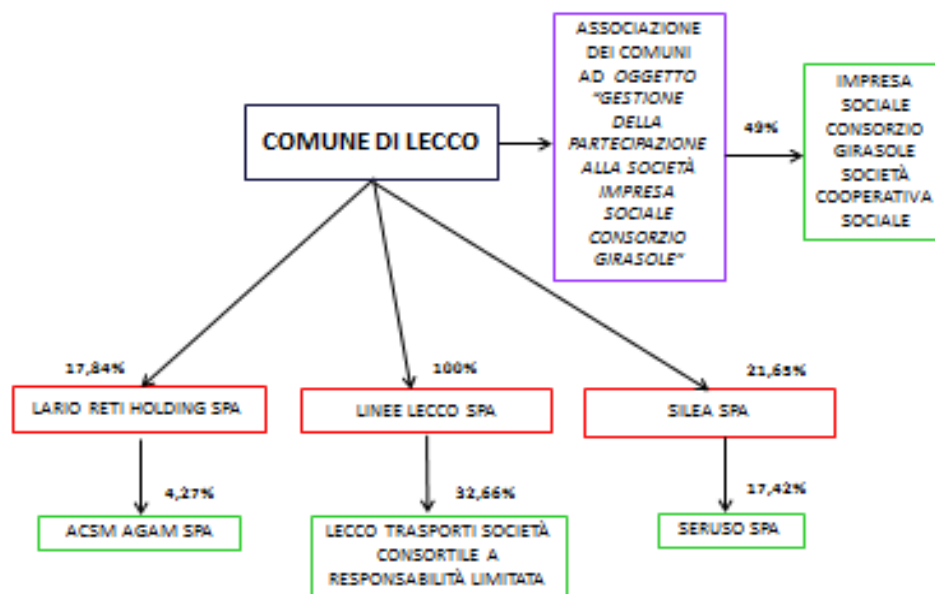 ASSOCIAZIONE
DEI COMUNI
AD OGGETTO
"GESTIONE
DELLA
PARTECIPAZIONE
ALLA SOCIETÀ
IMPRESA
SOCIALE
CONSORZIO
GIRASOLE"
COMUNE DI LECCO
49%
IMPRESA
SOCIALE
CONSORZIO
GIRASOLE
SOCIETÀ
COOPERATIVA
SOCIALE
17,84%
100%
21,65%
LARIO RETI HOLDING SPA
LINEE LECCO SPA
SILEA SPA
4,27%
32,66%
17,42%
ACSM AGAM SPA
LECCO TRASPORTI SOCIETÀ
CONSORTILE A
RESPONSABILITÀ LIMITATA
SERUSO SPA